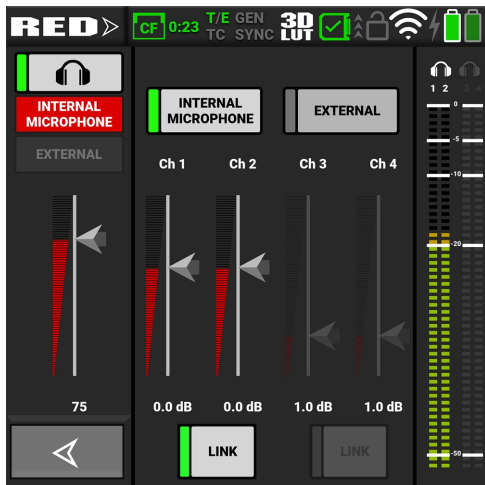 RED
CF 0:23 T/E GEN 3D
TC SYNC LUT
INTERNAL
MICROPHONE
EXTERNAL
75
INTERNAL
MICROPHONE
EXTERNAL
Ch 1 Ch 2 Ch 3 Ch 4
0.0 dB 0.0 dB 1.0 dB 1.0 dB
LINK LINK
1 2 3 4
0
-5
-10
-20
-50